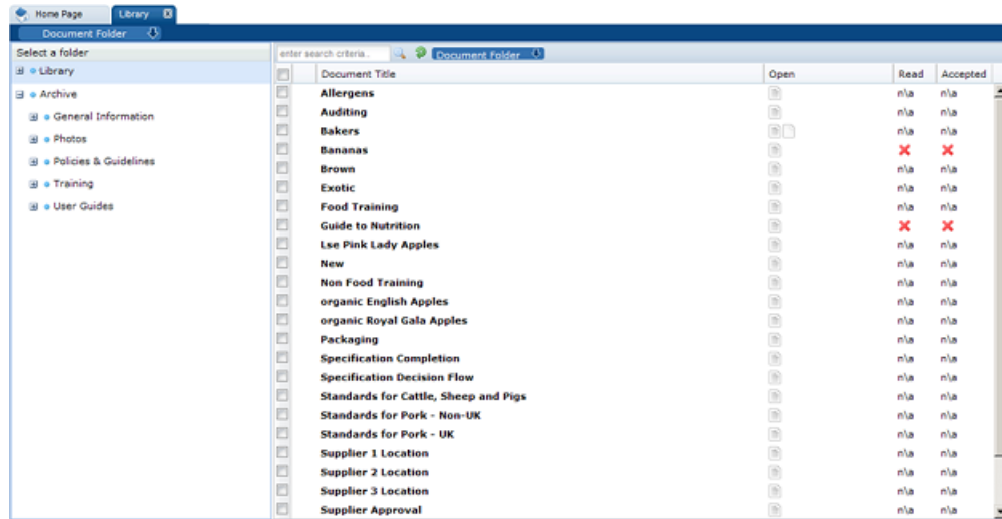 Home Page Library
Document Folder
Select a folder
Library
Archive
General Information
Photos
Policies & Guidelines
Training
User Guides
enter search criteria.. Document Folder
Document Title Open Read Accepted
Allergens n\a n\a
Auditing n\a n\a
Bakers n\a n\a
Bananas
Brown n\a n\a
Exotic n\a n\a
Food Training n\a n\a
Guide to Nutrition
Lse Pink Lady Apples n\a n\a
New n\a n\a
Non Food Training n\a n\a
organic English Apples n\a n\a
organic Royal Gala Apples n\a n\a
Packaging n\a n\a
Specification Completion n\a n\a
Specification Decision Flow n\a n\a
Standards for Cattle, Sheep and Pigs n\a n\a
Standards for Pork - Non-UK n\a n\a
Standards for Pork - UK n\a n\a
Supplier 1 Location n\a n\a
Supplier 2 Location n\a n\a
Supplier 3 Location n\a n\a
Supplier Approval n\a n\a